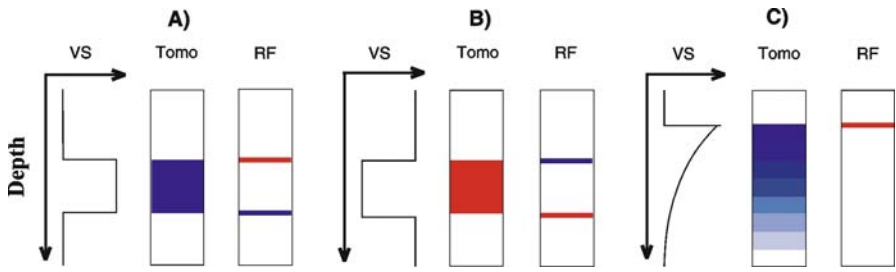 A)
B)
C)
VS Tomo RF
VS Tomo RF
VS Tomo RF
Depth